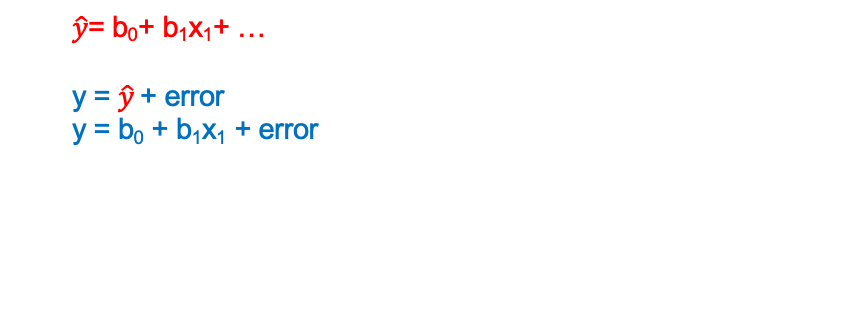 ŷ= b₀+ b₁x₁+ …
y = ŷ + error
y = b₀ + b₁x₁ + error